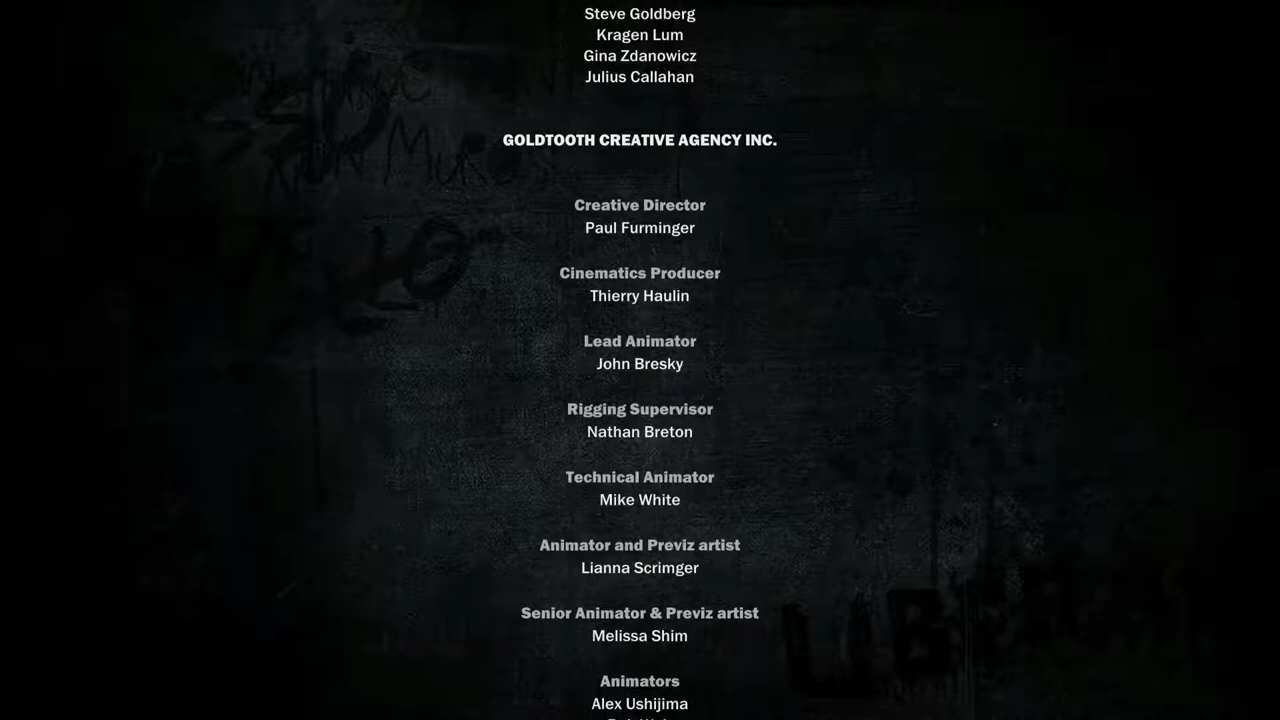 Steve Goldberg
Kragen Lum
Gina Zdanowicz
Julius Callahan
GOLDTOOTH CREATIVE AGENCY INC.
Creative Director
Paul Furminger
Cinematics Producer
Thierry Haulin
Lead Animator
John Bresky
Rigging Supervisor
Nathan Breton
Technical Animator
Mike White
Animator and Previz artist
Lianna Scrimger
Senior Animator & Previz artist
Melissa Shim
Animators
Alex Ushijima